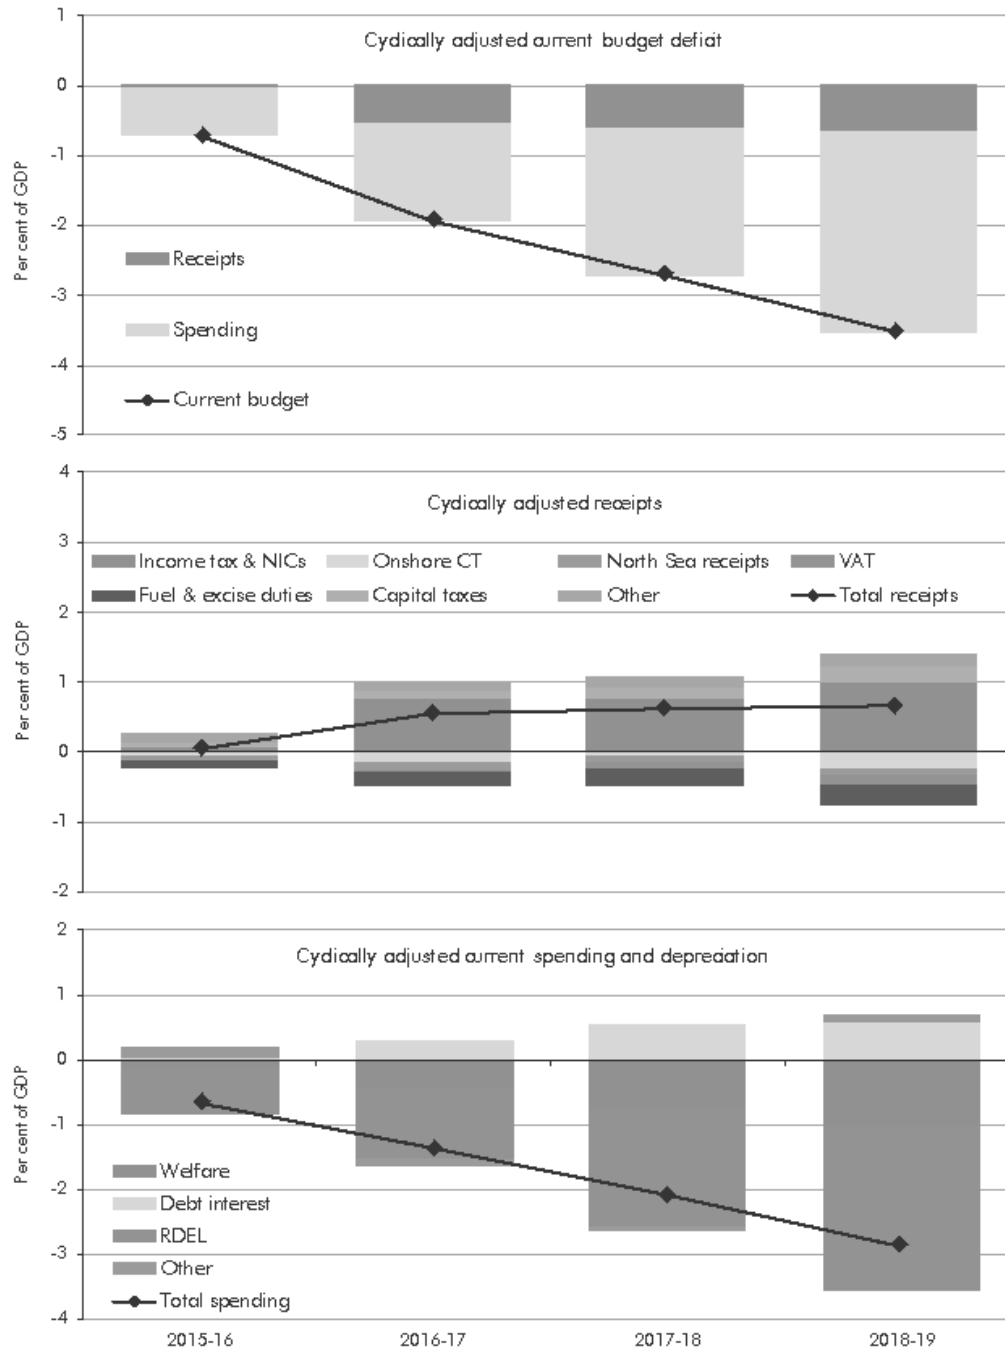 1
Cyclically adjusted current budget deficit
0
-1
-2
-3
-4
-5
Per cent of GDP
Receipts
Spending
Current budget
4
Cyclically adjusted receipts
3
Income tax & NICs Onshore CT North Sea receipts VAT
Fuel & excise duties Capital taxes Other Total receipts
2
1
0
-1
-2
Per cent of GDP
2
Cyclically adjusted current spending and depreciation
1
0
-1
-2
-3
-4
Per cent of GDP
Welfare
Debt interest
RDEL
Other
Total spending
2015-16 2016-17 2017-18 2018-19